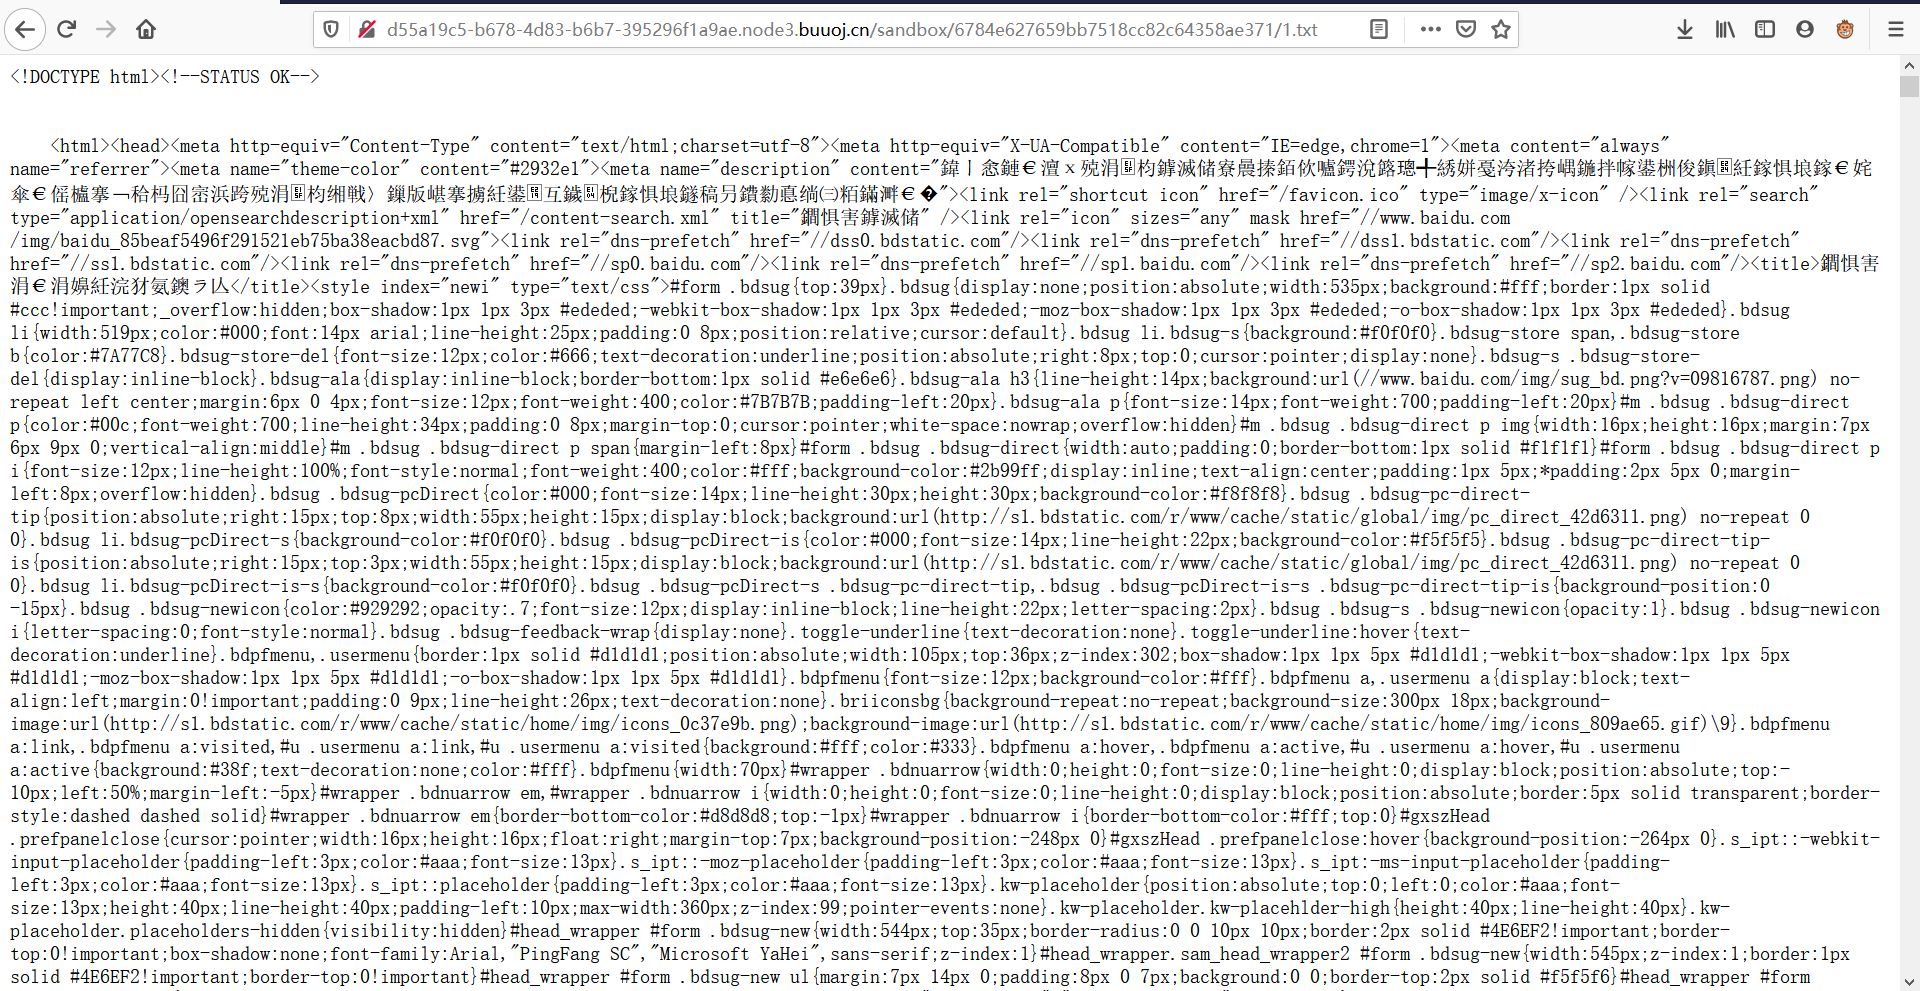 d55a19c5-b678-4d83-b6b7-395296f1a9ae.node3.buuoj.cn/sandbox/6784e627659bb7518cc82c64358ae371/1.txt
<!DOCTYPE html><!--STATUS OK-->
<html><head><meta http-equiv="Content-Type" content="text/html;charset=utf-8"><meta http-equiv="X-UA-Compatible" content="IE=edge,chrome=1"><meta content="always"
name="referrer"><meta name="theme-color" content="#2932e1"><meta name="description" content="
"><link rel="shortcut icon" href="/favicon.ico" type="image/x-icon" /><link rel="search"
type="application/opensearchdescription+xml" href="/content-search.xml" title="鐧惧害鎼滅储" /><link rel="icon" sizes="any" mask href="//www.baidu.com
/img/baidu_85beaf5496f291521eb75ba38eacbd87.svg"><link rel="dns-prefetch" href="//dss0.bdstatic.com"/><link rel="dns-prefetch" href="//dss1.bdstatic.com"/><link rel="dns-prefetch"
href="//ss1.bdstatic.com"/><link rel="dns-prefetch" href="//sp0.baidu.com"/><link rel="dns-prefetch" href="//sp1.baidu.com"/><link rel="dns-prefetch" href="//sp2.baidu.com"/><title>鐧惧害
</title><style index="newi" type="text/css">#form .bdsug{top:39px}.bdsug{display:none;position:absolute;width:535px;background:#fff;border:1px solid
#ccc!important;_overflow:hidden;box-shadow:1px 1px 3px #ededed;-webkit-box-shadow:1px 1px 3px #ededed;-moz-box-shadow:1px 1px 3px #ededed;-o-box-shadow:1px 1px 3px #ededed}.bdsug
li{width:519px;color:#000;font:14px arial;line-height:25px;padding:0 8px;position:relative;cursor:default}.bdsug li.bdsug-s{background:#f0f0f0}.bdsug-store span,.bdsug-store
b{color:#7A77C8}.bdsug-store-del{font-size:12px;color:#666;text-decoration:underline;position:absolute;right:8px;top:0;cursor:pointer;display:none}.bdsug-s .bdsug-store-
del{display:inline-block}.bdsug-ala{display:inline-block;border-bottom:1px solid #e6e6e6}.bdsug-ala h3{line-height:14px;background:url(//www.baidu.com/img/sug_bd.png?v=09816787.png) no-
repeat left center;margin:6px 0 4px;font-size:12px;font-weight:400;color:#7B7B7B;padding-left:20px}.bdsug-ala p{font-size:14px;font-weight:700;padding-left:20px}#m .bdsug .bdsug-direct
p{color:#00c;font-weight:700;line-height:34px;padding:0 8px;margin-top:0;cursor:pointer;white-space:nowrap;overflow:hidden}#m .bdsug .bdsug-direct p img{width:16px;height:16px;margin:7px
6px 9px 0;vertical-align:middle}#m .bdsug .bdsug-direct p span{margin-left:8px}#form .bdsug .bdsug-direct{width:auto;padding:0;border-bottom:1px solid #f1f1f1}#form .bdsug .bdsug-direct p
i{font-size:12px;line-height:100%;font-style:normal;font-weight:400;color:#fff;background-color:#2b99ff;display:inline;text-align:center;padding:1px 5px;*padding:2px 5px 0;margin-
left:8px;overflow:hidden}.bdsug .bdsug-pcDirect{color:#000;font-size:14px;line-height:30px;height:30px;background-color:#f8f8f8}.bdsug .bdsug-pc-direct-
tip{position:absolute;right:15px;top:8px;width:55px;height:15px;display:block;background:url(http://s1.bdstatic.com/r/www/cache/static/global/img/pc_direct_42d6311.png) no-repeat 0
0}.bdsug li.bdsug-pcDirect-s{background-color:#f0f0f0}.bdsug .bdsug-pcDirect-is{color:#000;font-size:14px;line-height:22px;background-color:#f5f5f5}.bdsug .bdsug-pc-direct-tip-
is{position:absolute;right:15px;top:3px;width:55px;height:15px;display:block;background:url(http://s1.bdstatic.com/r/www/cache/static/global/img/pc_direct_42d6311.png) no-repeat 0
0}.bdsug li.bdsug-pcDirect-is-s{background-color:#f0f0f0}.bdsug .bdsug-pcDirect-s .bdsug-pc-direct-tip,.bdsug .bdsug-pcDirect-is-s .bdsug-pc-direct-tip-is{background-position:0
-15px}.bdsug .bdsug-newicon{color:#929292;opacity:.7;font-size:12px;display:inline-block;line-height:22px;letter-spacing:2px}.bdsug .bdsug-s .bdsug-newicon{opacity:1}.bdsug .bdsug-newicon
i{letter-spacing:0;font-style:normal}.bdsug .bdsug-feedback-wrap{display:none}.toggle-underline{text-decoration:none}.toggle-underline:hover{text-
decoration:underline}.bdpfmenu,.usermenu{border:1px solid #d1d1d1;position:absolute;width:105px;top:36px;z-index:302;box-shadow:1px 1px 5px #d1d1d1;-webkit-box-shadow:1px 1px 5px
#d1d1d1;-moz-box-shadow:1px 1px 5px #d1d1d1;-o-box-shadow:1px 1px 5px #d1d1d1}.bdpfmenu{font-size:12px;background-color:#fff}.bdpfmenu a,.usermenu a{display:block;text-
align:left;margin:0!important;padding:0 9px;line-height:26px;text-decoration:none}.briiconsbg{background-repeat:no-repeat;background-size:300px 18px;background-
image:url(http://s1.bdstatic.com/r/www/cache/static/home/img/icons_0c37e9b.png);background-image:url(http://s1.bdstatic.com/r/www/cache/static/home/img/icons_809ae65.gif)\9}.bdpfmenu
a:link,.bdpfmenu a:visited,#u .usermenu a:link,#u .usermenu a:visited{background:#fff;color:#333}.bdpfmenu a:hover,.bdpfmenu a:active,#u .usermenu a:hover,#u .usermenu
a:active{background:#38f;text-decoration:none;color:#fff}.bdpfmenu{width:70px}#wrapper .bdnuarrow{width:0;height:0;font-size:0;line-height:0;display:block;position:absolute;top:-
10px;left:50%;margin-left:-5px}#wrapper .bdnuarrow em,#wrapper .bdnuarrow i{width:0;height:0;font-size:0;line-height:0;display:block;position:absolute;border:5px solid transparent;border-
style:dashed dashed solid}#wrapper .bdnuarrow em{border-bottom-color:#d8d8d8;top:-1px}#wrapper .bdnuarrow i{border-bottom-color:#fff;top:0}#gxszHead
.prefpanelclose{cursor:pointer;width:16px;height:16px;float:right;margin-top:7px;background-position:-248px 0}#gxszHead .prefpanelclose:hover{background-position:-264px 0}.s_ipt::-webkit-
input-placeholder{padding-left:3px;color:#aaa;font-size:13px}.s_ipt::-moz-placeholder{padding-left:3px;color:#aaa;font-size:13px}.s_ipt:-ms-input-placeholder{padding-
left:3px;color:#aaa;font-size:13px}.s_ipt::placeholder{padding-left:3px;color:#aaa;font-size:13px}.kw-placeholder{position:absolute;top:0;left:0;color:#aaa;font-
size:13px;height:40px;line-height:40px;padding-left:10px;max-width:360px;z-index:99;pointer-events:none}.kw-placeholder.kw-placehlder-high{height:40px;line-height:40px}.kw-
placeholder.placeholders-hidden{visibility:hidden}#head_wrapper #form .bdsug-new{width:544px;top:35px;border-radius:0 0 10px 10px;border:2px solid #4E6EF2!important;border-
top:0!important;box-shadow:none;font-family:Arial,"PingFang SC","Microsoft YaHei",sans-serif;z-index:1}#head_wrapper.sam_head_wrapper2 #form .bdsug-new{width:545px;z-index:1;border:1px
solid #4E6EF2!important;border-top:0!important}#head_wrapper #form .bdsug-new ul{margin:7px 14px 0;padding:8px 0 7px;background:0 0;border-top:2px solid #f5f5f6}#head_wrapper #form